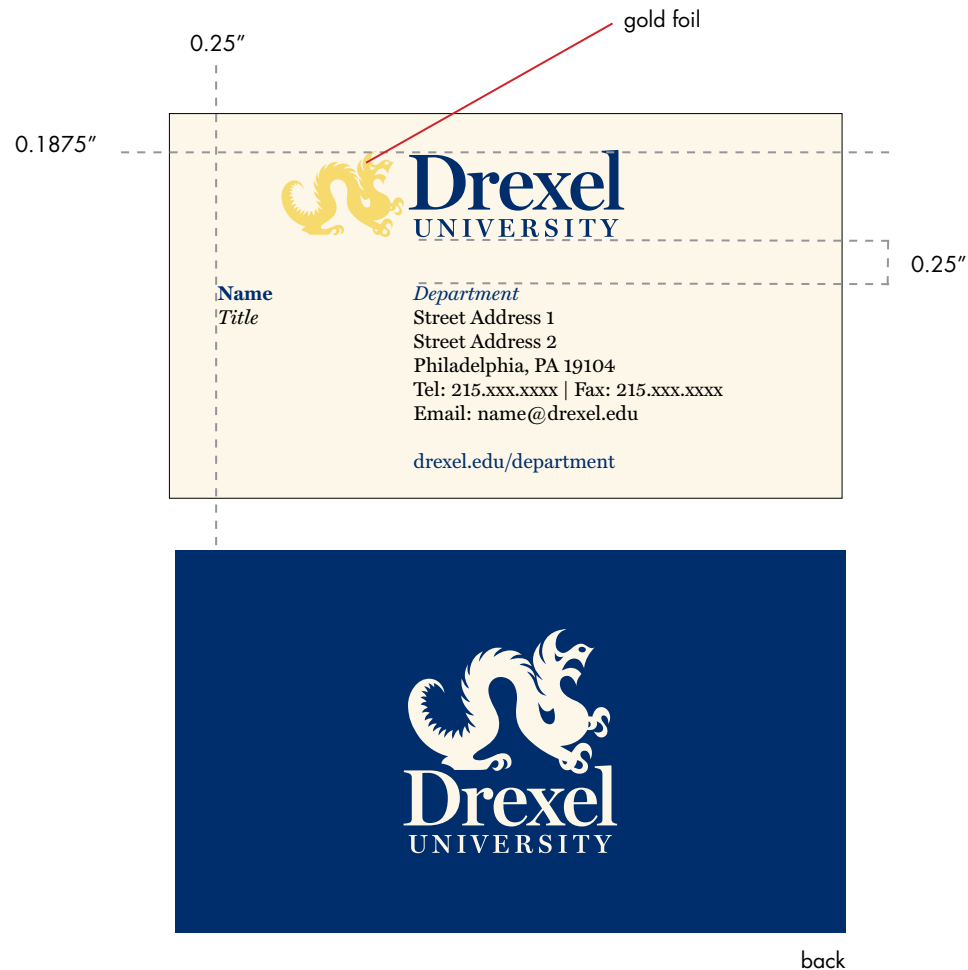 gold foil
0.25”
0.1875”
Drexel
UNIVERSITY
0.25”
Name
Title
Department
Street Address 1
Street Address 2
Philadelphia, PA 19104
Tel: 215.xxx.xxxx | Fax: 215.xxx.xxxx
Email: name@drexel.edu
drexel.edu/department
Drexel
UNIVERSITY
back